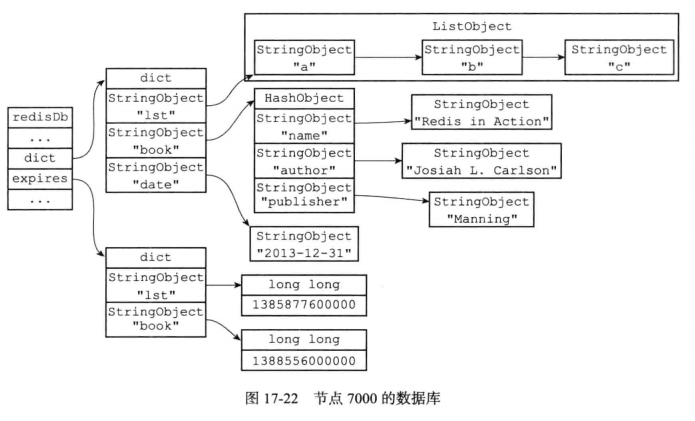 ListObject
StringObject
"a"
StringObject
"b"
StringObject
"c"
redisDb
...
dict
expires
...
dict
StringObject
"lst"
StringObject
"book"
StringObject
"date"
HashObject
StringObject
"name"
StringObject
"author"
StringObject
"publisher"
StringObject
"Redis in Action"
StringObject
"Josiah L. Carlson"
StringObject
"Manning"
StringObject
"2013-12-31"
dict
StringObject
"lst"
StringObject
"book"
long long
1385877600000
long long
1388556000000
图 17-22 节点 7000 的数据库